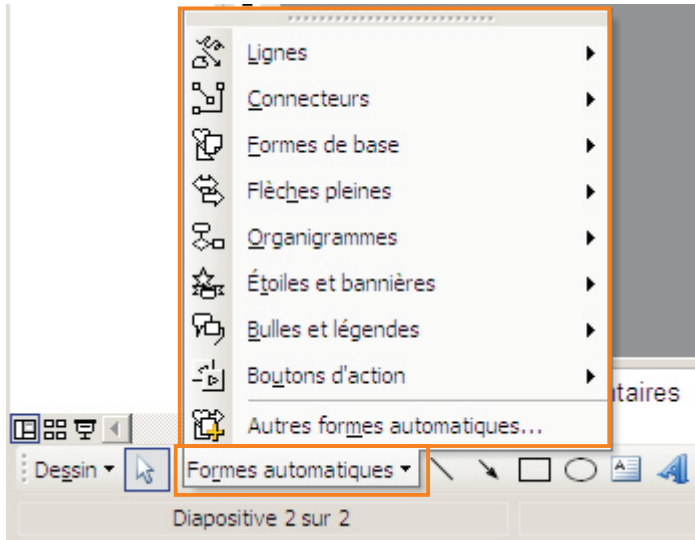 Lignes
Connecteurs
Formes de base
Flèches pleines
Organigrammes
Étoiles et bannières
Bulles et légendes
Boutons d'action
Autres formes automatiques...
taires
Dessin
Formes automatiques
Diapositive 2 sur 2